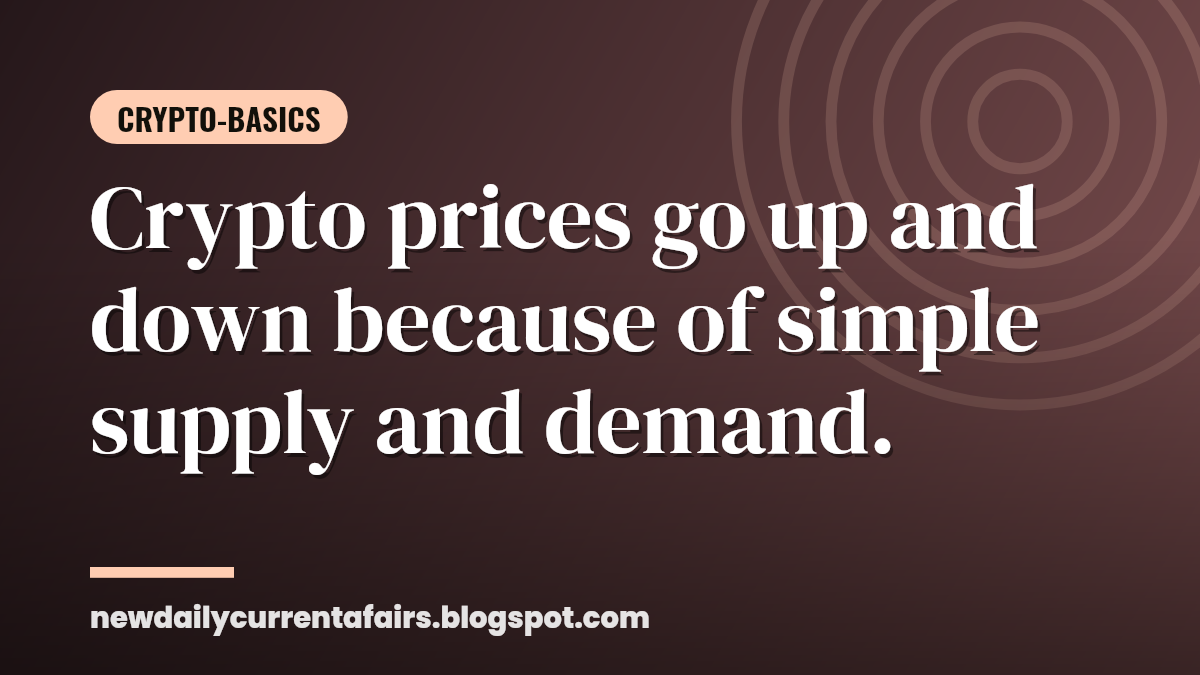 CRYPTO-BASICS
Crypto prices go up and
down because of simple
supply and demand.
newdailycurrentafairs.blogspot.com